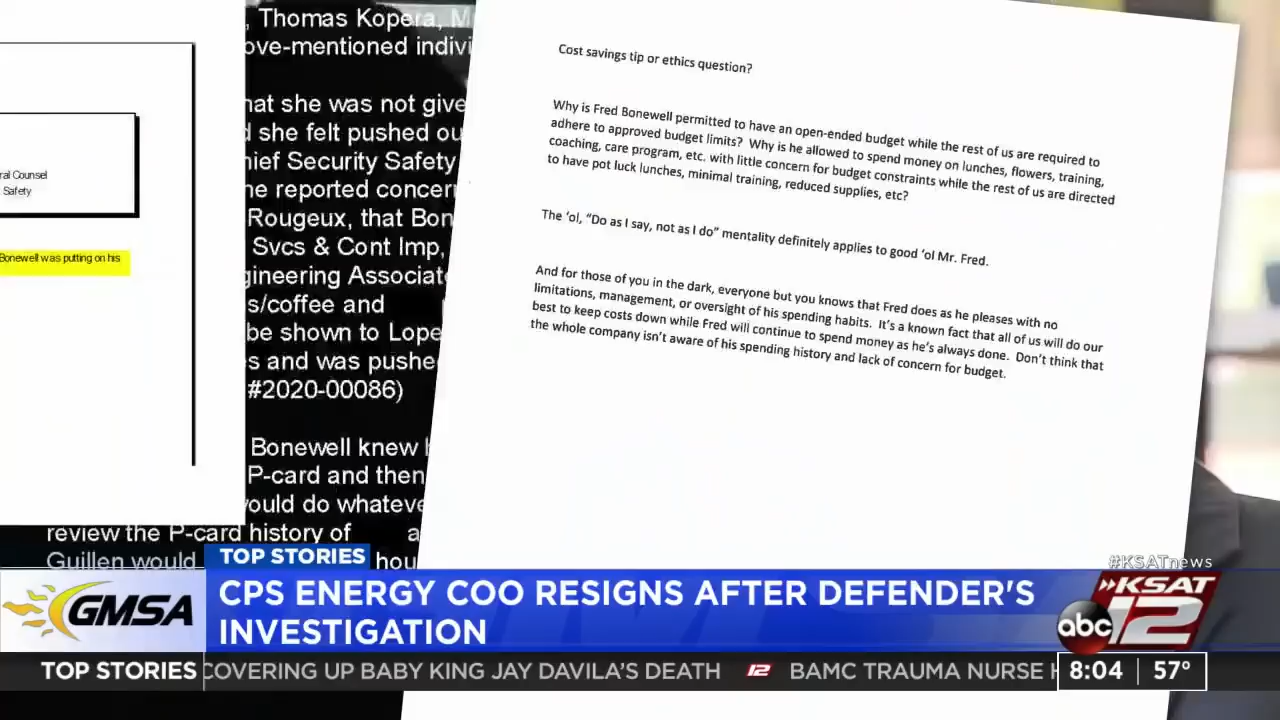 ral Counsel
Safety
Bonewell was putting on his
, Thomas Kopera, M
ove-mentioned indivi
hat she was not give
d she felt pushed ou
hief Security Safety
he reported concern
Rougeux, that Bon
Svcs & Cont Imp,
gineering Associate
s/coffee and
be shown to Lope
s and was pushe
#2020-00086)
Bonewell knew h
P-card and then
ould do whateve
review the P-card history of a
Guillen would hou
Cost savings tip or ethics question?
Why is Fred Bonewell permitted to have an open-ended budget while the rest of us are required to
adhere to approved budget limits? Why is he allowed to spend money on lunches, flowers, training,
coaching, care program, etc. with little concern for budget constraints while the rest of us are directed
to have pot luck lunches, minimal training, reduced supplies, etc?
The 'ol, "Do as I say, not as I do" mentality definitely applies to good 'ol Mr. Fred.
And for those of you in the dark, everyone but you knows that Fred does as he pleases with no
limitations, management, or oversight of his spending habits. It's a known fact that all of us will do our
best to keep costs down while Fred will continue to spend money as he's always done. Don't think that
the whole company isn't aware of his spending history and lack of concern for budget.
#KSATnews
TOP STORIES
GMSA
CPS ENERGY COO RESIGNS AFTER DEFENDER'S
INVESTIGATION
KSAT
abc 12
TOP STORIES COVERING UP BABY KING JAY DAVILA'S DEATH 12 BAMC TRAUMA NURSE H
8:04 57°